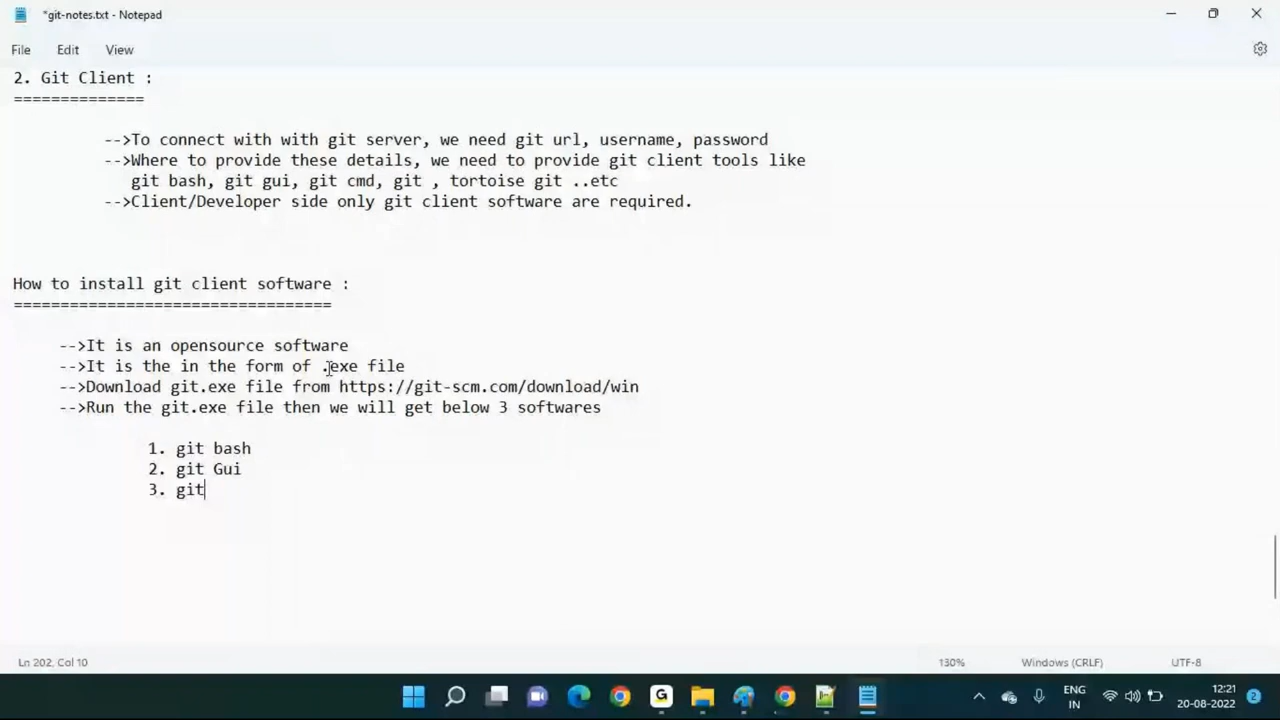 *git-notes.txt - Notepad
File Edit View
2. Git Client :
==============
-->To connect with with git server, we need git url, username, password
-->Where to provide these details, we need to provide git client tools like
git bash, git gui, git cmd, git , tortoise git ..etc
-->Client/Developer side only git client software are required.
How to install git client software :
==================================
-->It is an opensource software
-->It is the in the form of .exe file
-->Download git.exe file from https://git-scm.com/download/win
-->Run the git.exe file then we will get below 3 softwares
1. git bash
2. git Gui
3. git
Ln 202, Col 10 130% Windows (CRLF) UTF-8
ENG 12:21
IN 20-08-2022 2